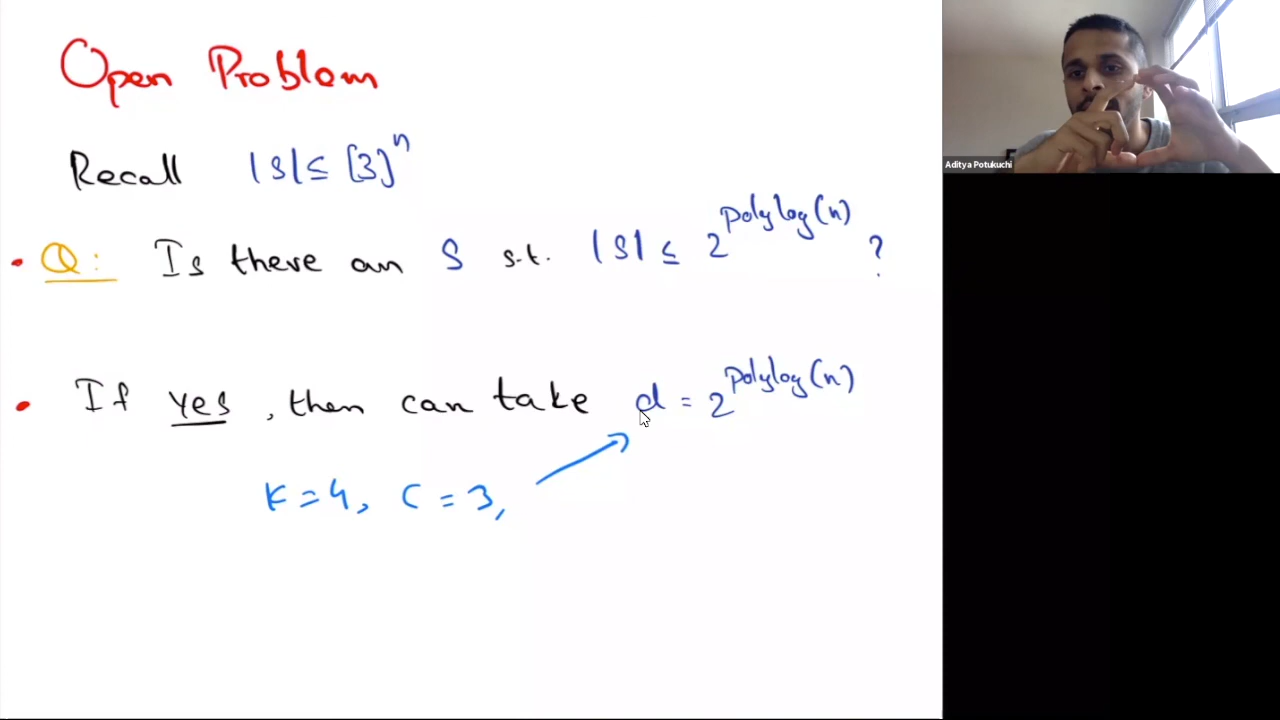 Open Problem
Recall |S| ≤ [3]^n
• Q: Is there an S s.t. |S| ≤ 2^polylog(n) ?
• If yes, then can take d = 2^polylog(n)
K = 4, C = 3,
Aditya Potukuchi